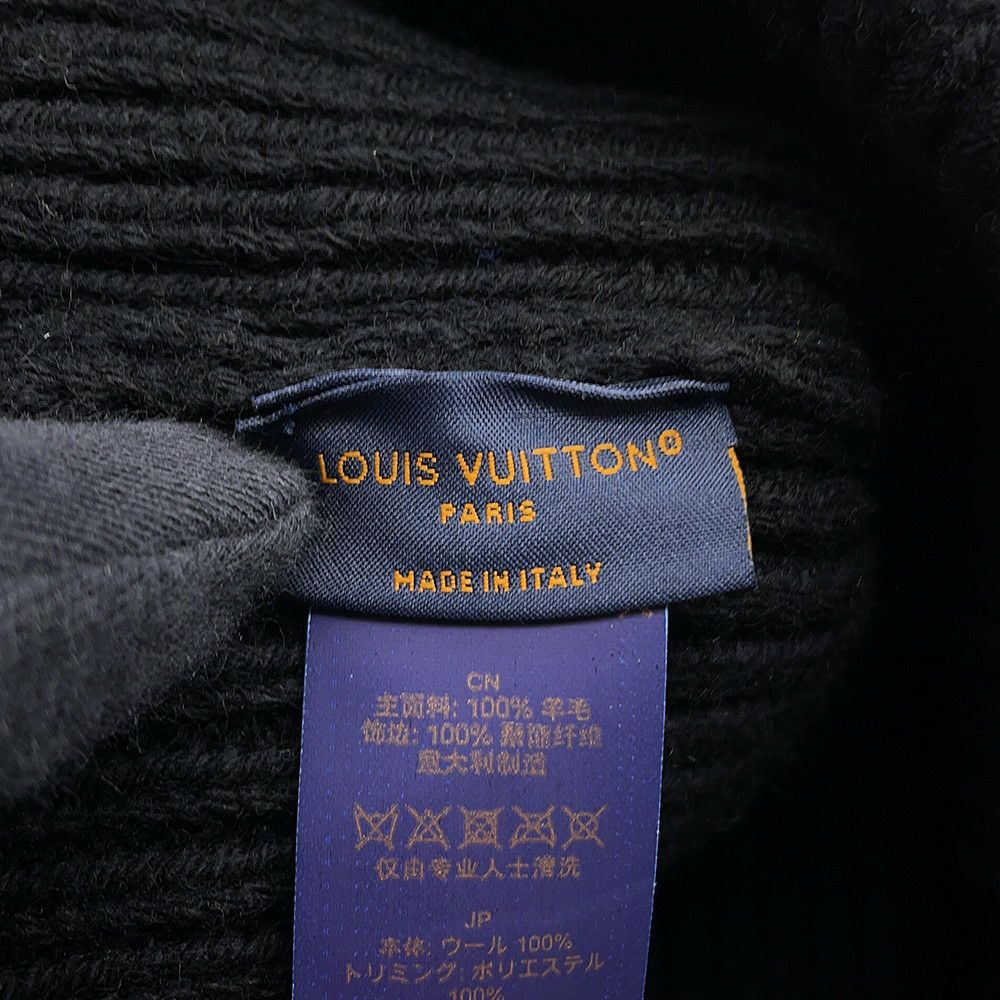 LOUIS VUITTON®
PARIS
MADE IN ITALY
CN
主面料: 100% 羊毛
饰边: 100% 聚酯纤维
意大利制造
仅由专业人士清洗
JP
本体: ウール 100%
トリミング: ポリエステル
100%